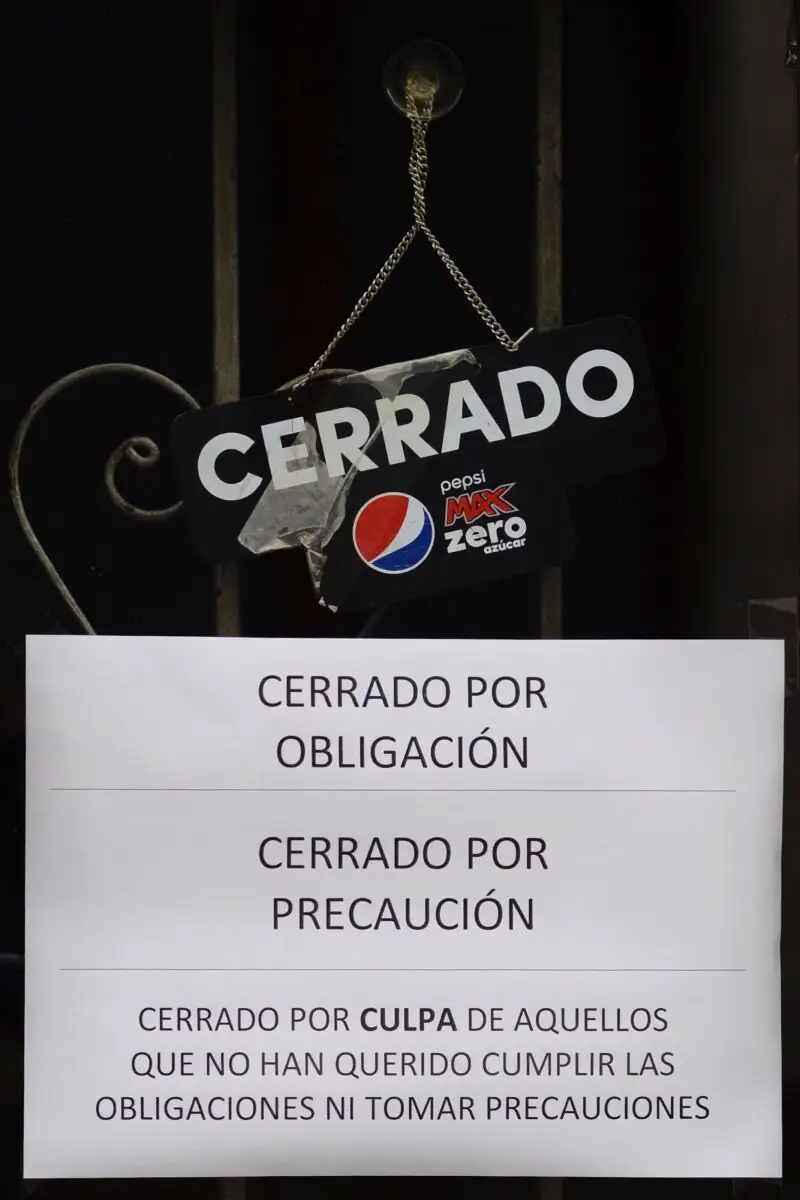 CERRADO
pepsi
MAX
zero
azúcar
CERRADO POR
OBLIGACIÓN
CERRADO POR
PRECAUCIÓN
CERRADO POR CULPA DE AQUELLOS
QUE NO HAN QUERIDO CUMPLIR LAS
OBLIGACIONES NI TOMAR PRECAUCIONES